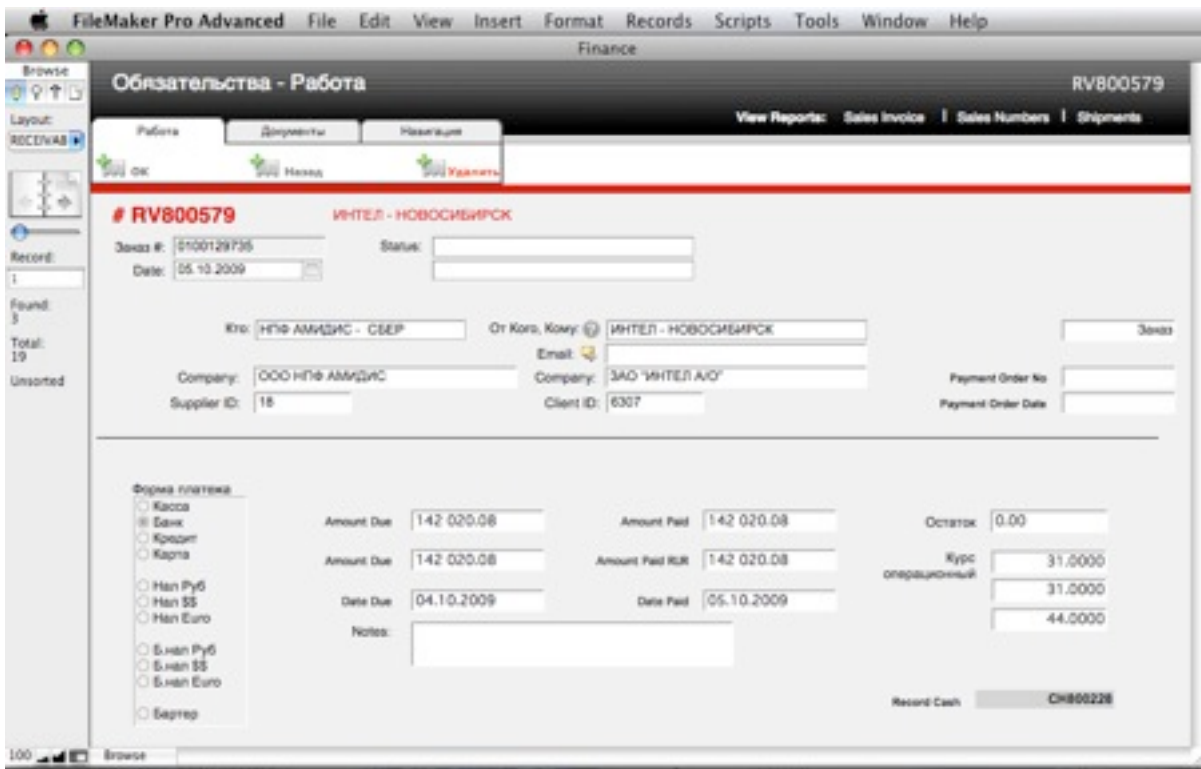 FileMaker Pro Advanced File Edit View Insert Format Records Scripts Tools Window Help
Finance
Browse
Обязательства - Работа
RV800579
Layout:
View Reports: Sales Invoice | Sales Numbers | Shipments
RECEIVAB
Работа Документы Навигация
ОК Назад Удалить
# RV800579 ИНТЕЛ - НОВОСИБИРСК
Заказ #: 0100129735 Status:
Date: 05.10.2009
Record:
1
Found:
3
Total:
19
Unsorted
Кто: НПФ АМИДИС - СБЕР От Кого, Кому: ИНТЕЛ - НОВОСИБИРСК Заказ
Email:
Company: ООО НПФ АМИДИС Company: ЗАО "ИНТЕЛ А/О" Payment Order No
Supplier ID: 18 Client ID: 6307 Payment Order Date
Форма платежа
Касса
Банк
Кредит
Карта
Нал Руб
Нал $$
Нал Euro
Б.нал Руб
Б.нал $$
Б.нал Euro
Бартер
Amount Due 142 020.08 Amount Paid 142 020.08 Остаток 0.00
Amount Due 142 020.08 Amount Paid RUR 142 020.08 Курс операционный 31.0000
31.0000
Date Due 04.10.2009 Date Paid 05.10.2009
44.0000
Notes:
Record Cash CH800228
100 Browse